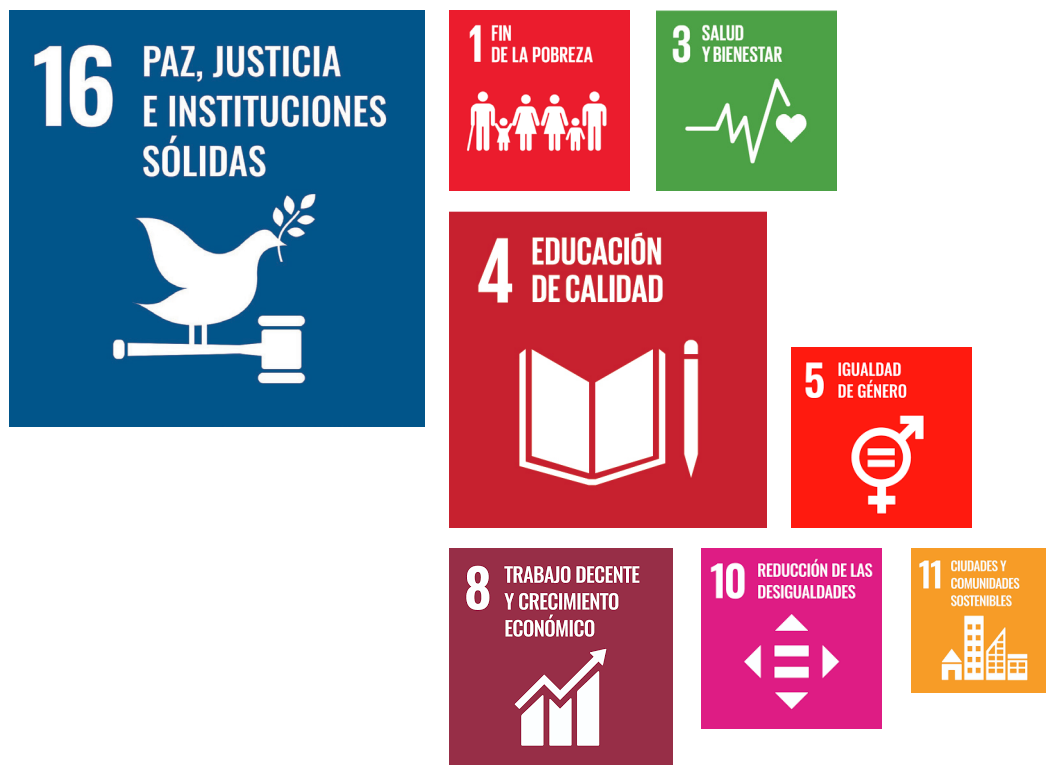 16
PAZ, JUSTICIA
E INSTITUCIONES
SÓLIDAS
1
FIN
DE LA POBREZA
3
SALUD
Y BIENESTAR
4
EDUCACIÓN
DE CALIDAD
5
IGUALDAD
DE GÉNERO
8
TRABAJO DECENTE
Y CRECIMIENTO
ECONÓMICO
10
REDUCCIÓN DE LAS
DESIGUALDADES
11
CIUDADES Y
COMUNIDADES
SOSTENIBLES